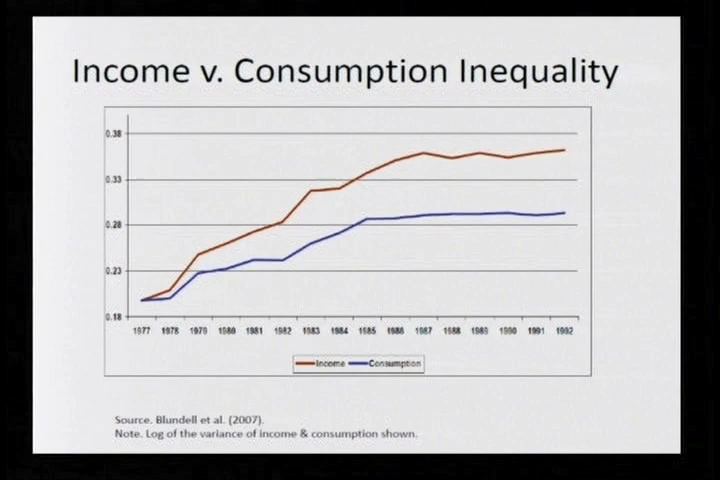 Income v. Consumption Inequality
0.38
0.33
0.28
0.23
0.18
1977 1978 1979 1980 1981 1982 1983 1984 1985 1986 1987 1988 1989 1990 1991 1992
Income Consumption
Source. Blundell et al. (2007).
Note. Log of the variance of income & consumption shown.